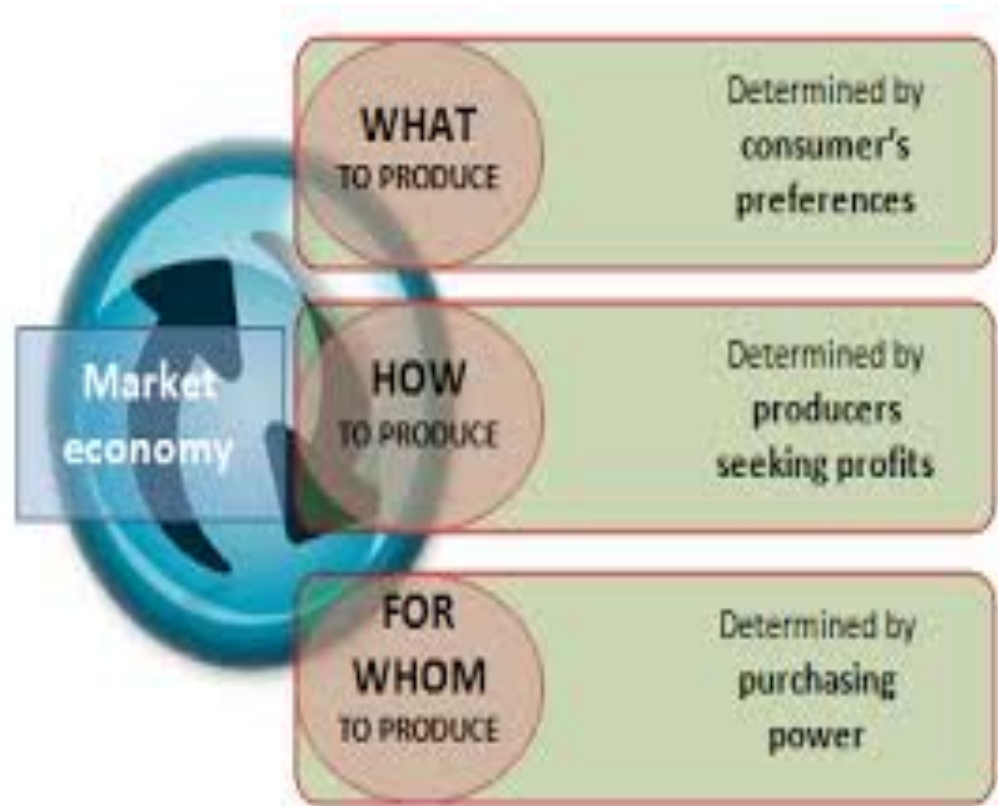 Market
economy
WHAT
TO PRODUCE
Determined by
consumer's
preferences
HOW
TO PRODUCE
Determined by
producers
seeking profits
FOR
WHOM
TO PRODUCE
Determined by
purchasing
power